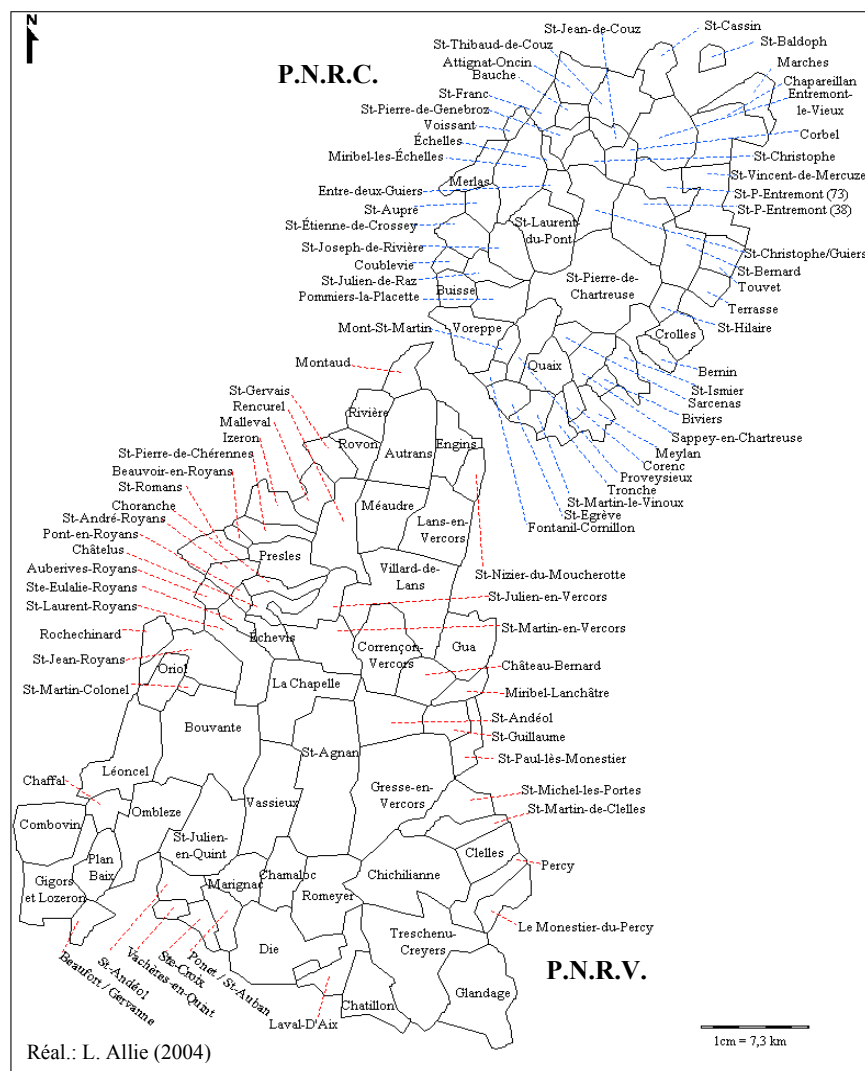 N
P.N.R.C.
St-Jean-de-Couz
St-Cassin
St-Thibaud-de-Couz
St-Baldoph
Attignat-Oncin
Bauche
Marches
Chapareillan
St-Franc
Entremont-
le-Vieux
St-Pierre-de-Genebroz
Voissant
Corbel
Échelles
St-Christophe
Miribel-les-Échelles
St-Vincent-de-Mercuze
Merlas
Entre-deux-Guiers
St-P-Entremont (73)
St-P-Entremont (38)
St-Aupre
St-Étienne-de-Crossey
St-Laurent-
du-Pont
St-Joseph-de-Rivière
St-Christophe/Guiers
Coublevie
St-Bernard
St-Julien-de-Raz
Touvet
St-Pierre-de-
Chartreuse
Buisse
Pommiers-la-Placette
Terrasse
Mont-St-Martin
Voreppe
St-Hilaire
Crolles
Quaix
Bernin
St-Ismier
Sarcenas
Biviers
Sappey-en-Chartreuse
Meylan
Corenc
Proveysieux
Tronche
St-Martin-le-Vinoux
St-Egrève
Fontanil-Cornillon
Montaud
St-Gervais
Rencurel
Malleval
Izeron
St-Pierre-de-Chérennes
Beauvoir-en-Royans
St-Romans
Choranche
St-André-Royans
Pont-en-Royans
Châtelus
Auberives-Royans
Ste-Eulalie-Royans
St-Laurent-Royans
Rochechinard
St-Jean-Royans
St-Martin-Colonel
Rivière
Rovon
Autrans
Engins
Méaudre
Lans-en-
Vercors
Presles
Villard-de-
Lans
St-Nizier-du-Moucherotte
St-Julien-en-Vercors
St-Martin-en-Vercors
Échevis
Corrençon-
Vercors
Gua
Château-Bernard
Oriol
La Chapelle
Miribel-Lanchâtre
St-Andéol
St-Guillaume
Bouvante
St-Agnan
St-Paul-lès-Monestier
Léoncel
Chaffal
Gresse-en-
Vercors
St-Michel-les-Portes
St-Martin-de-Clelles
Vassieux
Ombleze
Combovin
St-Julien-
en-Quint
Clelles
Percy
Plan
Baix
Gigors
et Lozeron
Marignac
Chamaloc
Romeyer
Chichilianne
Le Monestier-du-Percy
Treschenu-
Creyers
Die
P.N.R.V.
Beaufort / Gervanne
St-Andéol
Vachères-en-Quint
Ste-Croix
Ponet / St-Auban
Laval-D'Aix
Chatillon
Glandage
Réal.: L. Allie (2004)
1cm = 7,3 km